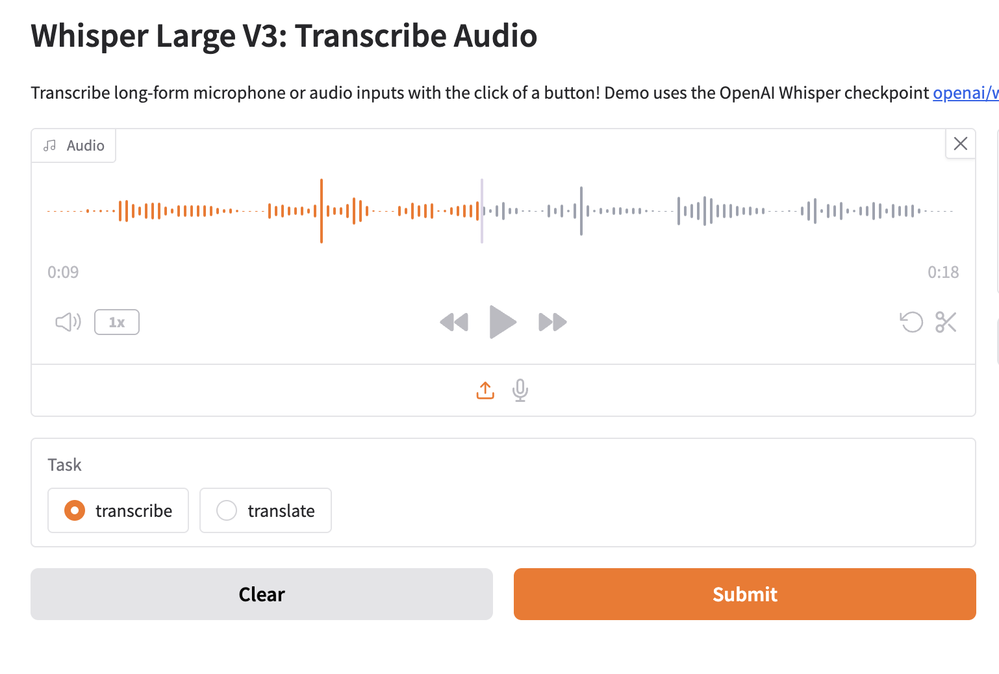 Whisper Large V3: Transcribe Audio
Transcribe long-form microphone or audio inputs with the click of a button! Demo uses the OpenAI Whisper checkpoint openai/w
Audio
0:09
0:18
1x
Task
transcribe
translate
Clear
Submit